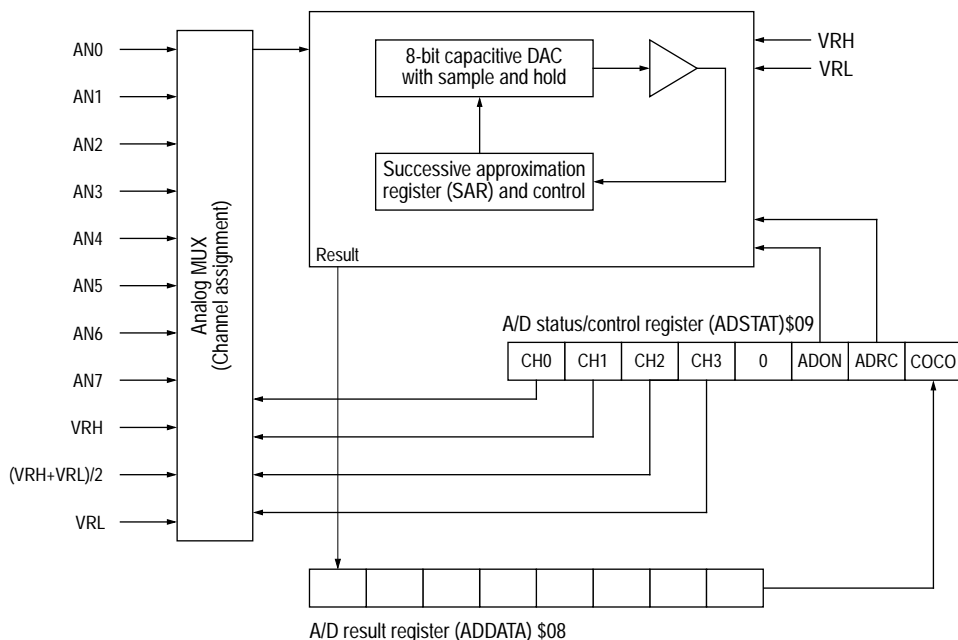 AN0
AN1
AN2
AN3
AN4
AN5
AN6
AN7
VRH
(VRH+VRL)/2
VRL
Analog MUX
(Channel assignment)
8-bit capacitive DAC
with sample and hold
Successive approximation
register (SAR) and control
Result
VRH
VRL
A/D status/control register (ADSTAT)$09
CH0 CH1 CH2 CH3 0 ADON ADRC COCO
A/D result register (ADDATA) $08